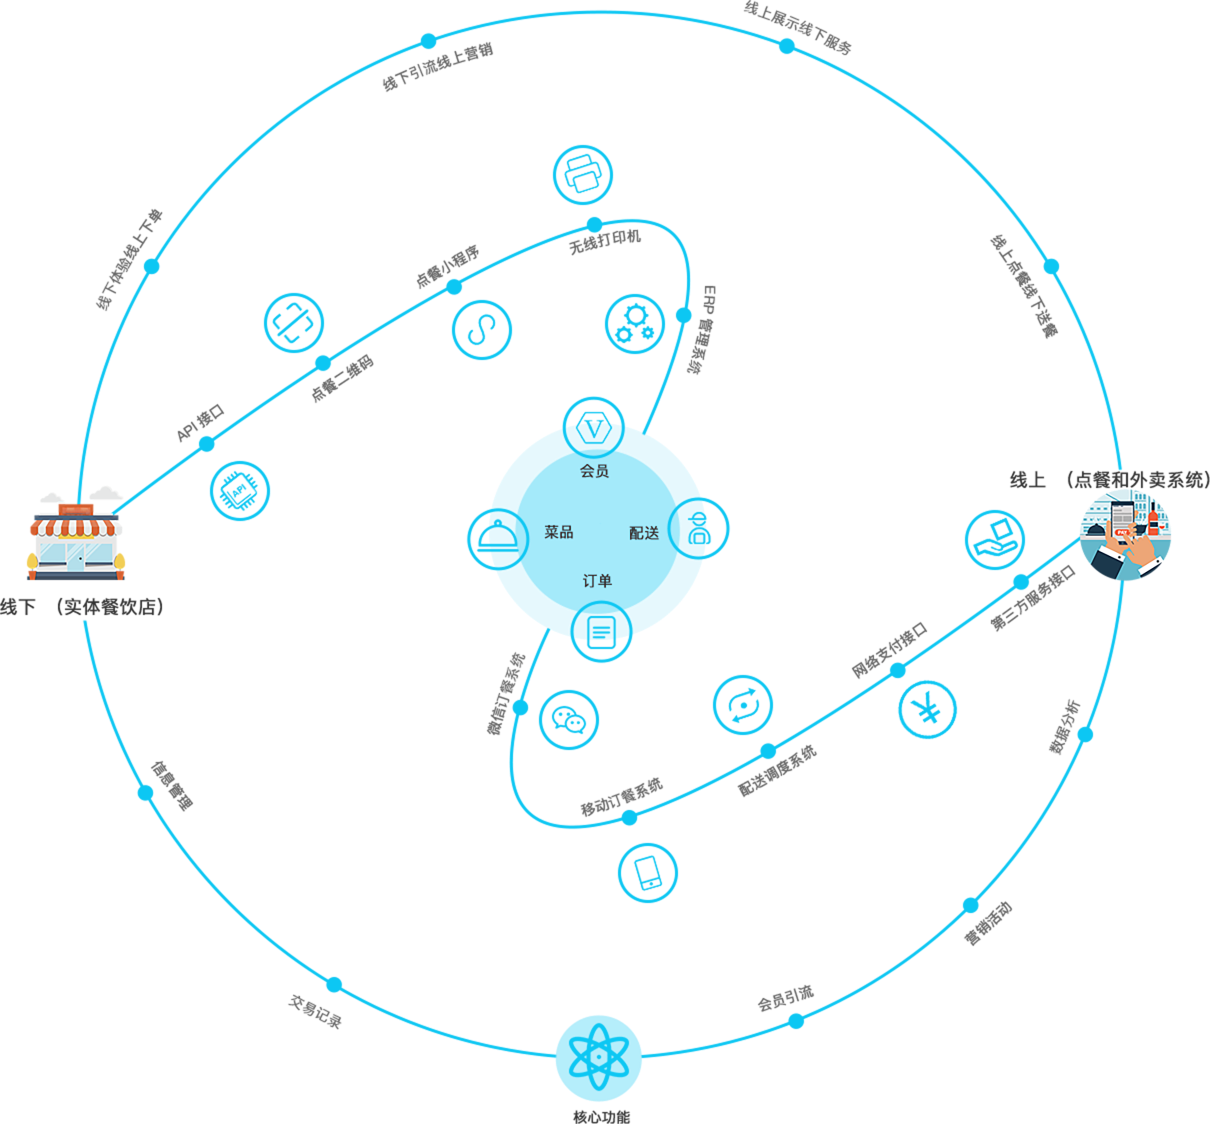 线上展示线下服务
线下引流线上营销
线下体验线上下单
线上点餐线下送餐
无线打印机
点餐小程序
ERP 管理系统
点餐二维码
API 接口
API
V
会员
菜品
配送
订单
线上 （点餐和外卖系统）
线下 （实体餐饮店）
第三方服务接口
网络支付接口
微信订餐系统
配送调度系统
移动订餐系统
数据分析
信息管理
营销活动
交易记录
会员引流
核心功能